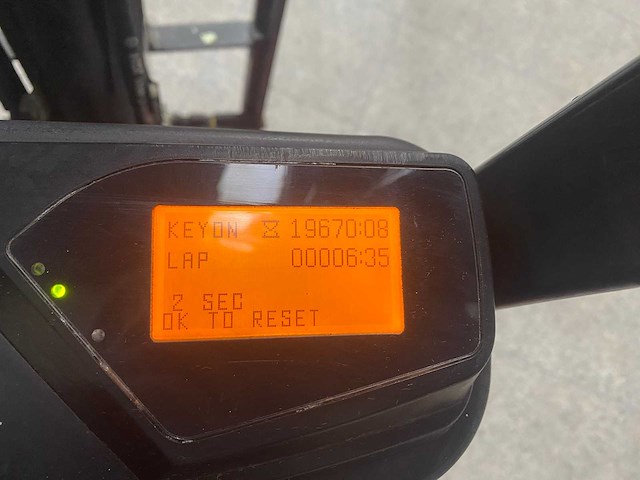 KEYON 19670:08
LAP 00006:35
2 SEC
OK TO RESET